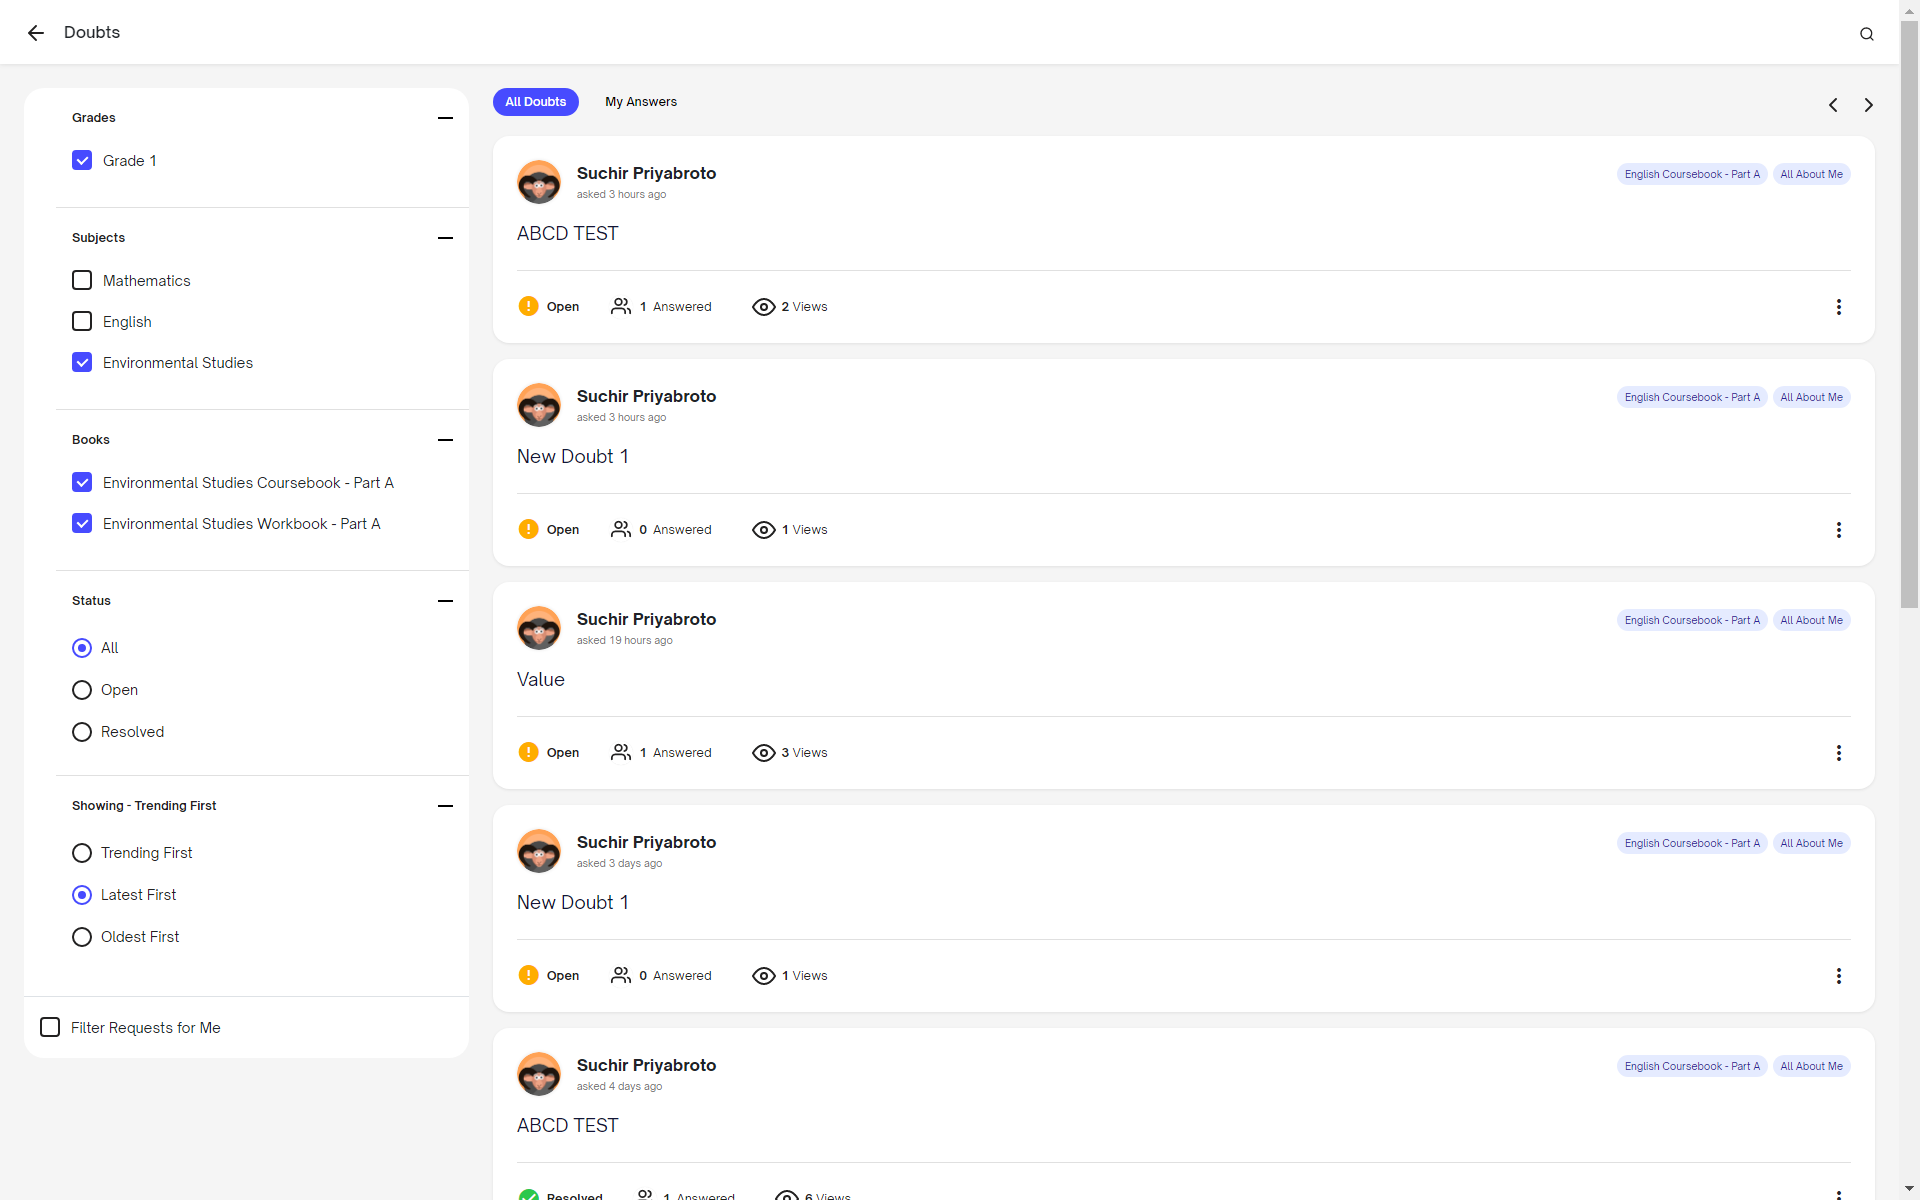 Doubts
Grades
Grade 1
Subjects
Mathematics
English
Environmental Studies
Books
Environmental Studies Coursebook - Part A
Environmental Studies Workbook - Part A
Status
All
Open
Resolved
Showing - Trending First
Trending First
Latest First
Oldest First
Filter Requests for Me
All Doubts My Answers
Suchir Priyabroto English Coursebook - Part A All About Me
asked 3 hours ago
ABCD TEST
Open 1 Answered 2 Views
Suchir Priyabroto English Coursebook - Part A All About Me
asked 3 hours ago
New Doubt 1
Open 0 Answered 1 Views
Suchir Priyabroto English Coursebook - Part A All About Me
asked 19 hours ago
Value
Open 1 Answered 3 Views
Suchir Priyabroto English Coursebook - Part A All About Me
asked 3 days ago
New Doubt 1
Open 0 Answered 1 Views
Suchir Priyabroto English Coursebook - Part A All About Me
asked 4 days ago
ABCD TEST
Resolved 1 Answered 6 Views